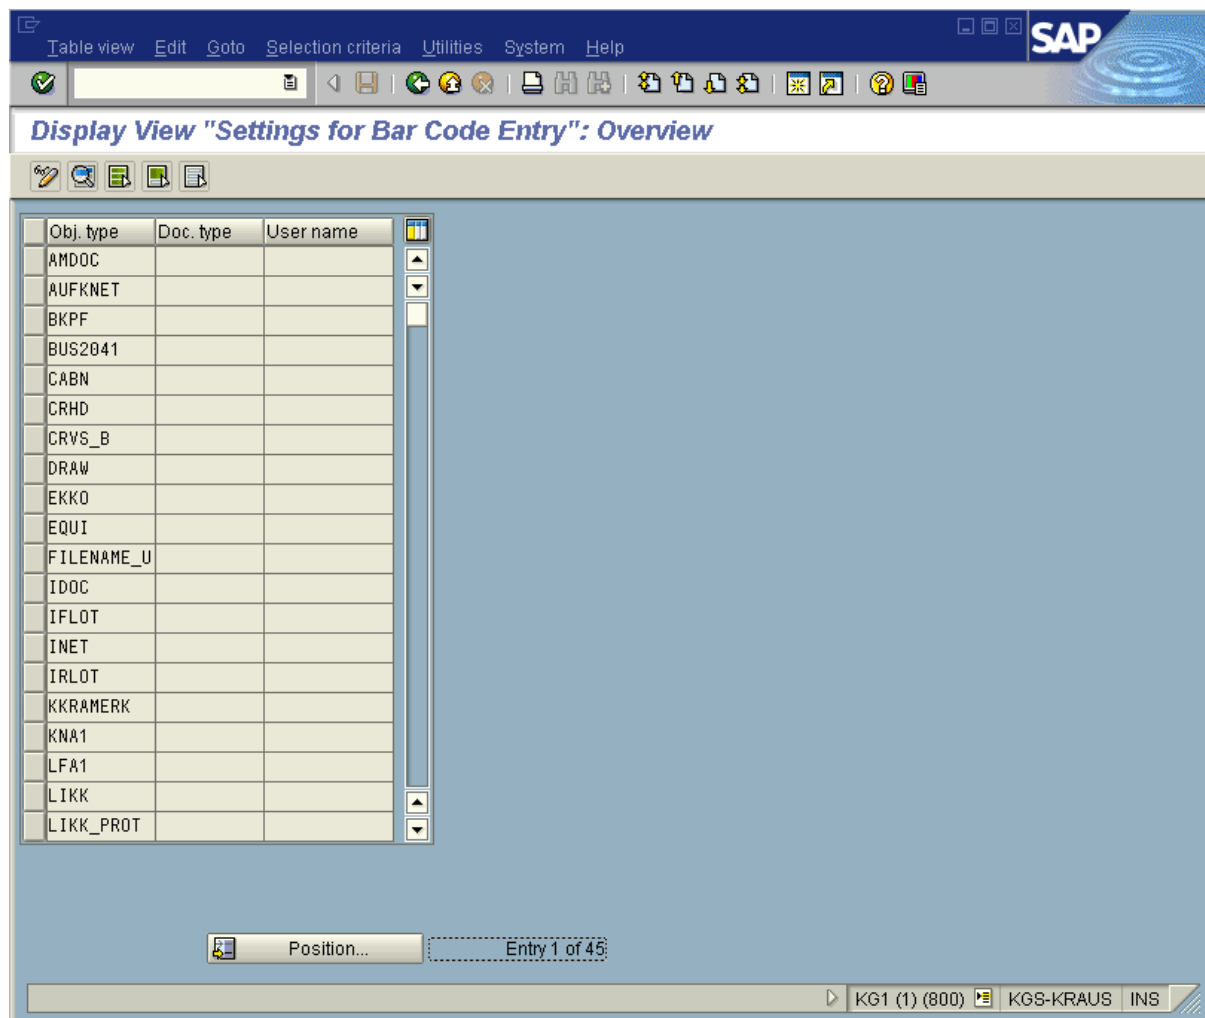 Table view Edit Goto Selection criteria Utilities System Help
SAP
Display View "Settings for Bar Code Entry": Overview
Obj. type Doc. type User name
AMDOC
AUFKNET
BKPF
BUS2041
CABN
CRHD
CRVS_B
DRAW
EKKO
EQUI
FILENAME_U
IDOC
IFLOT
INET
IRLOT
KKRAMERK
KNA1
LFA1
LIKK
LIKK_PROT
Position... Entry 1 of 45
KG1 (1) (800) KGS-KRAUS INS